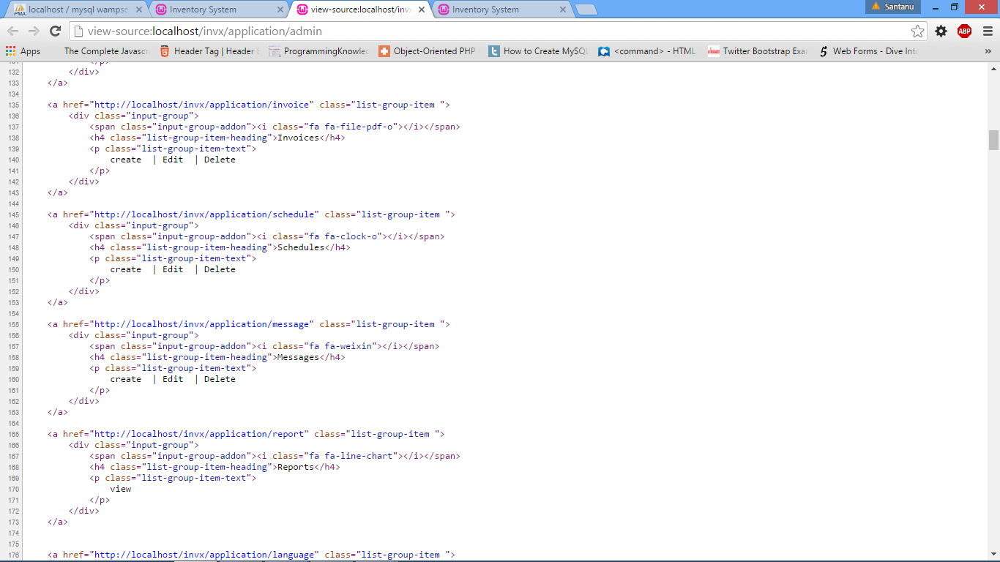 localhost / mysql wampse
Inventory System
view-source:localhost/inv
Inventory System
Santanu
view-source:localhost/invx/application/admin
ABP
Apps
The Complete Javascr
Header Tag | Header E
ProgrammingKnowled
Object-Oriented PHP
How to Create MySQL
<command> - HTML
Twitter Bootstrap Exa
Web Forms - Dive Into
»
131 </p>
132 </div>
133 </a>
134
135 <a href="http://localhost/invx/application/invoice" class="list-group-item ">
136 <div class="input-group">
137 <span class="input-group-addon"><i class="fa fa-file-pdf-o"></i></span>
138 <h4 class="list-group-item-heading">Invoices</h4>
139 <p class="list-group-item-text">
140 create | Edit | Delete
141 </p>
142 </div>
143 </a>
144
145 <a href="http://localhost/invx/application/schedule" class="list-group-item ">
146 <div class="input-group">
147 <span class="input-group-addon"><i class="fa fa-clock-o"></i></span>
148 <h4 class="list-group-item-heading">Schedules</h4>
149 <p class="list-group-item-text">
150 create | Edit | Delete
151 </p>
152 </div>
153 </a>
154
155 <a href="http://localhost/invx/application/message" class="list-group-item ">
156 <div class="input-group">
157 <span class="input-group-addon"><i class="fa fa-weixin"></i></span>
158 <h4 class="list-group-item-heading">Messages</h4>
159 <p class="list-group-item-text">
160 create | Edit | Delete
161 </p>
162 </div>
163 </a>
164
165 <a href="http://localhost/invx/application/report" class="list-group-item ">
166 <div class="input-group">
167 <span class="input-group-addon"><i class="fa fa-line-chart"></i></span>
168 <h4 class="list-group-item-heading">Reports</h4>
169 <p class="list-group-item-text">
170 view
171 </p>
172 </div>
173 </a>
174
175
176 <a href="http://localhost/invx/application/language" class="list-group-item ">